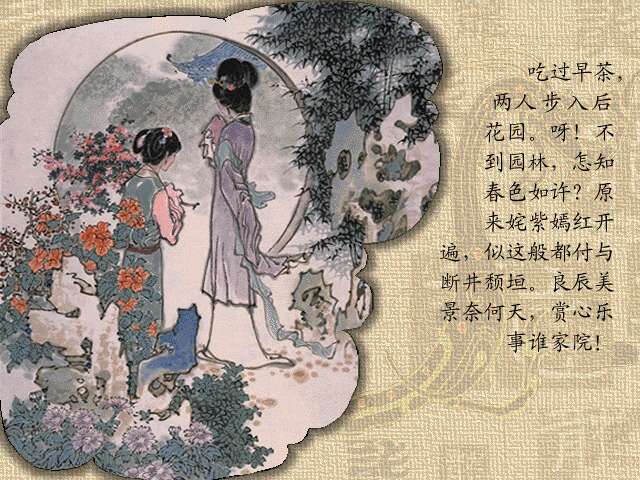 吃过早茶，
两人步入后
花园。呀！不
到园林，怎知
春色如许？原
来姹紫嫣红开
遍，似这般都付与
断井颓垣。良辰美
景奈何天，赏心乐
事谁家院！